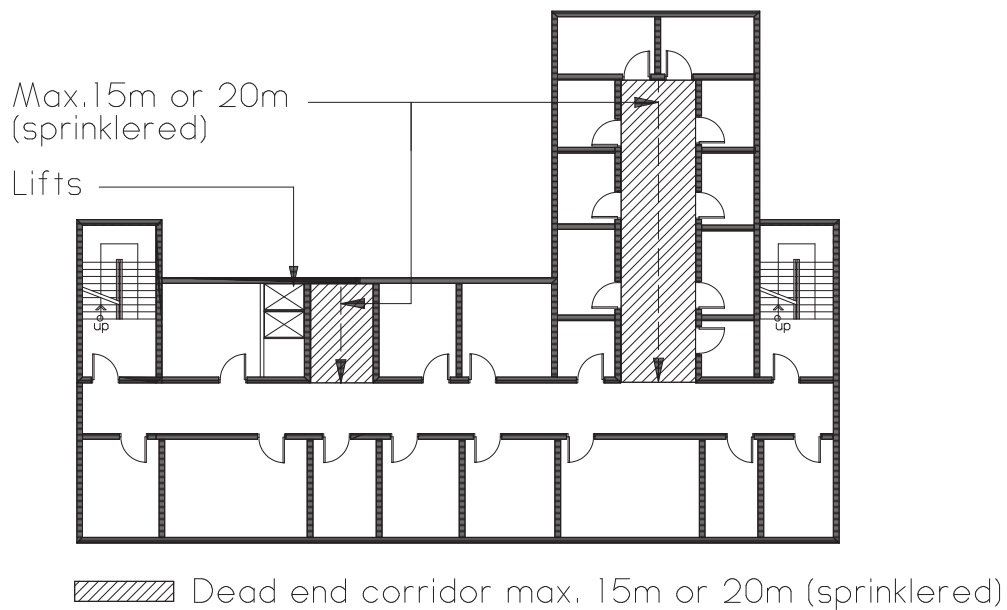 Max.15m or 20m
(sprinklered)
Lifts
up
up
Dead end corridor max. 15m or 20m (sprinklered)